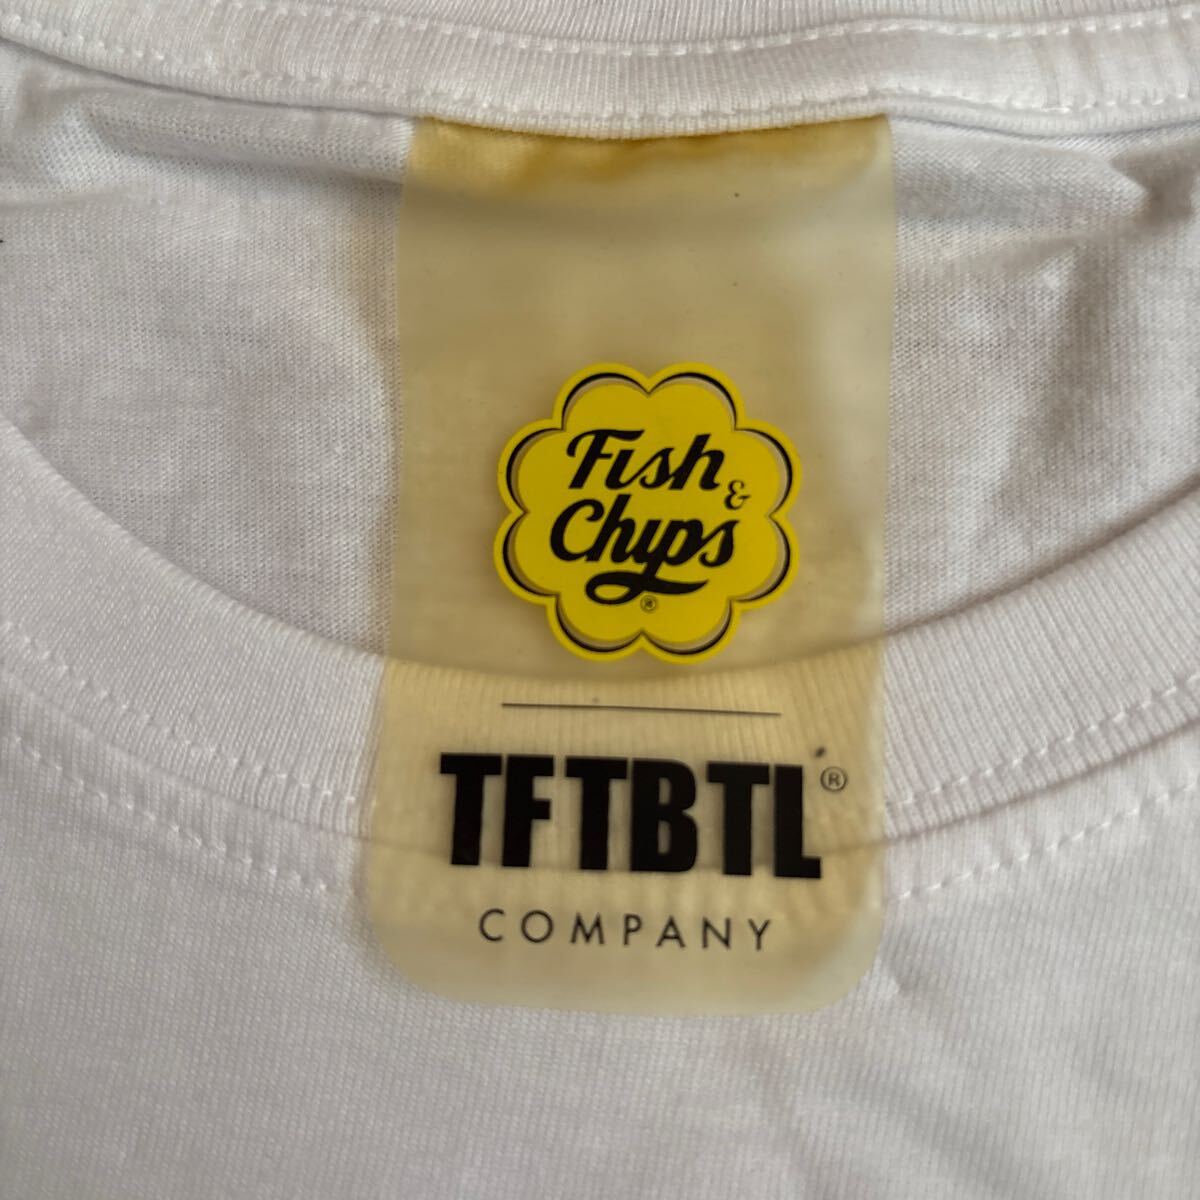 Fish &
Chips
®
TFTBTL®
COMPANY